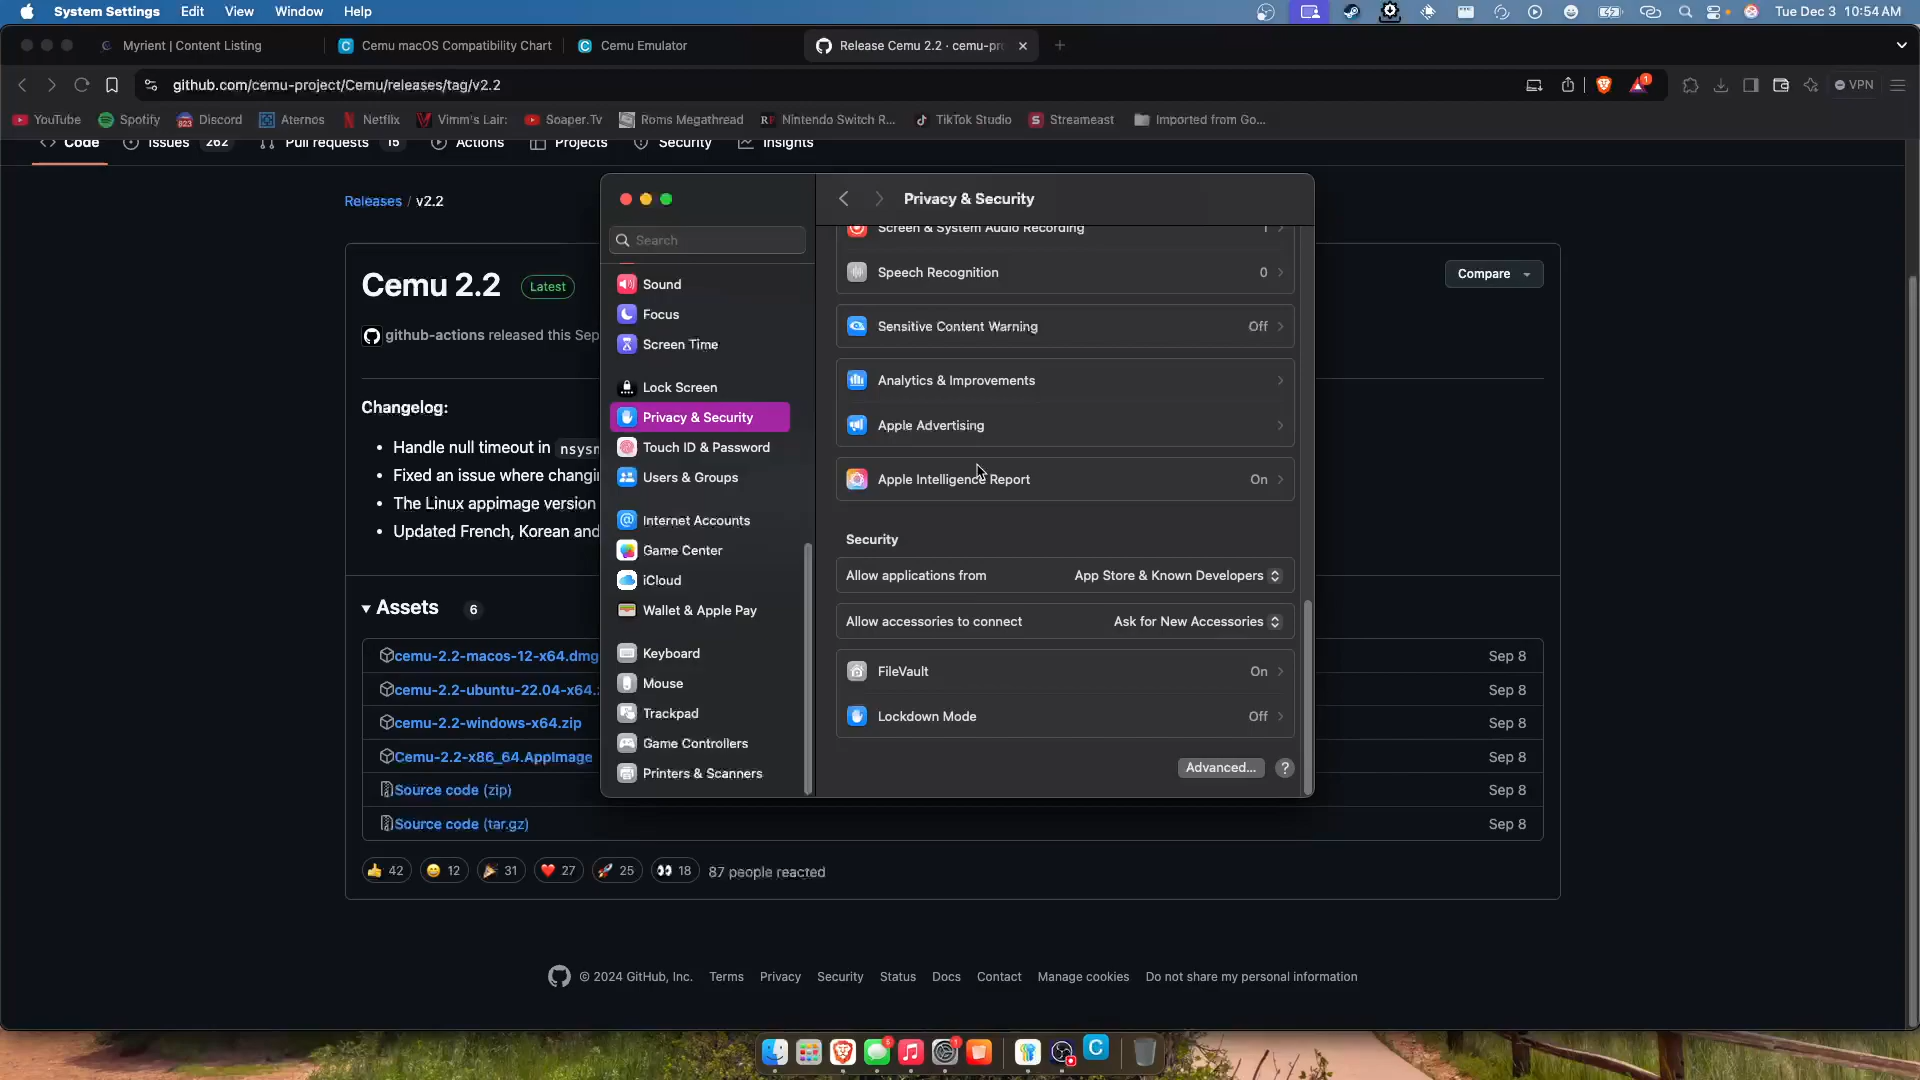 System Settings Edit View Window Help
Tue Dec 3 10:54 AM
Myrient | Content Listing
Cemu macOS Compatibility Chart
Cemu Emulator
Release Cemu 2.2 · cemu-pr
github.com/cemu-project/Cemu/releases/tag/v2.2
1
VPN
YouTube
Spotify
Discord
Aternos
Netflix
Vimm's Lair:
Soaper.Tv
Roms Megathread
Nintendo Switch R...
TikTok Studio
Streameast
Imported from Go...
Code
Issues 262
Pull requests 15
Actions
Projects
Security
Insights
Releases / v2.2
Cemu 2.2 Latest
Compare
github-actions released this Sep
Changelog:
Handle null timeout in nsysn
Fixed an issue where changi
The Linux appimage version
Updated French, Korean and
Assets 6
cemu-2.2-macos-12-x64.dmg Sep 8
cemu-2.2-ubuntu-22.04-x64. Sep 8
cemu-2.2-windows-x64.zip Sep 8
Cemu-2.2-x86_64.AppImage Sep 8
Source code (zip) Sep 8
Source code (tar.gz) Sep 8
42 12 31 27 25 18 87 people reacted
© 2024 GitHub, Inc. Terms Privacy Security Status Docs Contact Manage cookies Do not share my personal information
Search
Sound
Focus
Screen Time
Lock Screen
Privacy & Security
Touch ID & Password
Users & Groups
Internet Accounts
Game Center
iCloud
Wallet & Apple Pay
Keyboard
Mouse
Trackpad
Game Controllers
Printers & Scanners
Privacy & Security
Screen & System Audio Recording 1
Speech Recognition 0
Sensitive Content Warning Off
Analytics & Improvements
Apple Advertising
Apple Intelligence Report On
Security
Allow applications from App Store & Known Developers
Allow accessories to connect Ask for New Accessories
FileVault On
Lockdown Mode Off
Advanced... ?